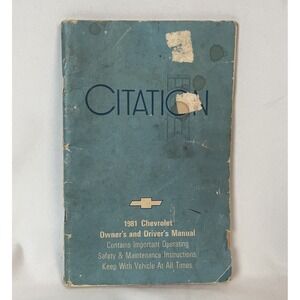 CITATION
1981 Chevrolet
Owner's and Driver's Manual
Contains Important Operating
Safety & Maintenance Instructions
Keep With Vehicle At All Times